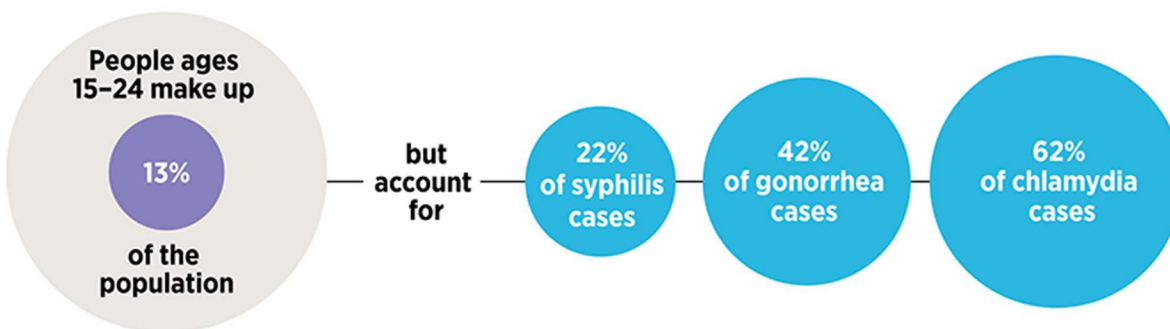 People ages
15–24 make up
13%
of the
population
but
account
for
22%
of syphilis
cases
42%
of gonorrhea
cases
62%
of chlamydia
cases